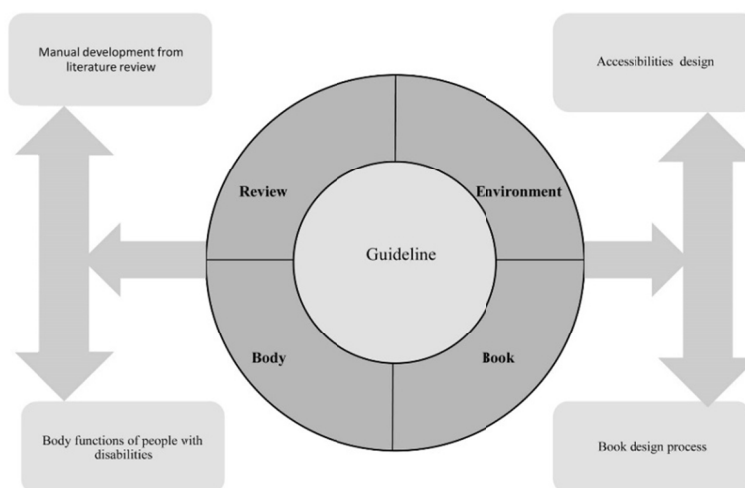 Manual development from
literature review
Accessibilities design
Review
Environment
Guideline
Body
Book
Body functions of people with
disabilities
Book design process